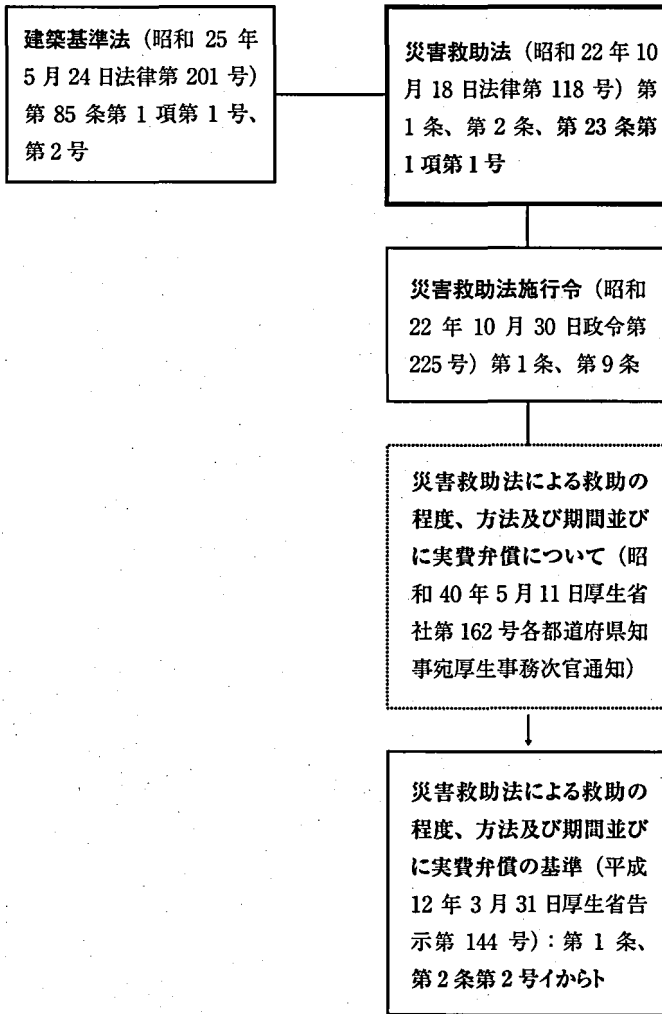 建築基準法（昭和 25 年
5 月 24 日法律第 201 号）
第 85 条第 1 項第 1 号、
第 2 号
災害救助法（昭和 22 年 10
月 18 日法律第 118 号）第
1 条、第 2 条、第 23 条第
1 項第 1 号
災害救助法施行令（昭和
22 年 10 月 30 日政令第
225 号）第 1 条、第 9 条
災害救助法による救助の
程度、方法及び期間並び
に実費弁償について（昭
和 40 年 5 月 11 日厚生省
社第 162 号各都道府県知
事宛厚生事務次官通知）
災害救助法による救助の
程度、方法及び期間並び
に実費弁償の基準（平成
12 年 3 月 31 日厚生省告
示第 144 号）：第 1 条、
第 2 条第 2 号イからト